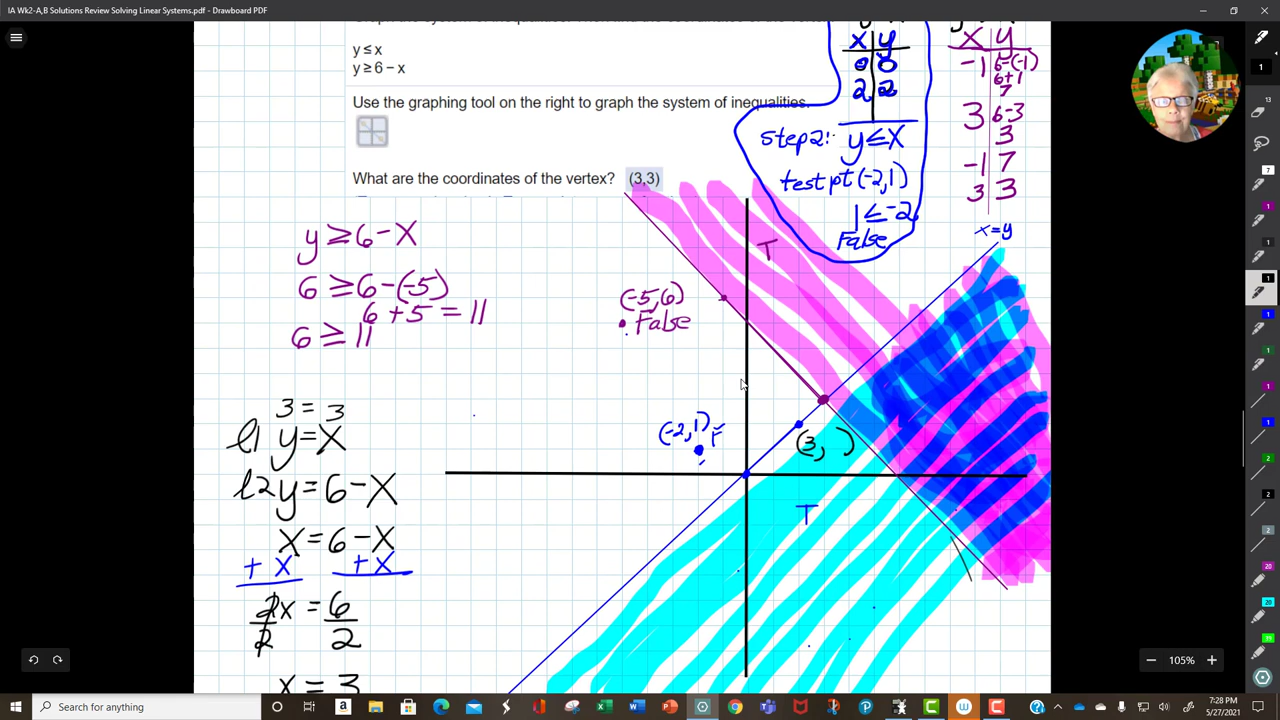 IA Wk2-A,B Solutions Review Solving Linear Systems.pdf - Drawboard PDF
y ≤ x
y ≥ 6 − x
Use the graphing tool on the right to graph the system of inequalities.
What are the coordinates of the vertex? (3,3)
x y
0 0
2 2
step2: y ≤ x
test pt (-2,1)
1 ≤ -2
False
x y
-1 6-(-1)
6+1
7
3 6-3
3
-1 7
3 3
x=y
T
y ≥ 6 - x
6 ≥ 6 - (-5)
6 + 5 = 11
6 ≥ 11
(-5,6)
False
(-2,1) F
(3, )
T
3 = 3
l1 y = x
l2 y = 6 - x
x = 6 - x
+ x + x
2x = 6
2 2
x = 3
105%
Type here to search
7:28 PM
5/27/2021